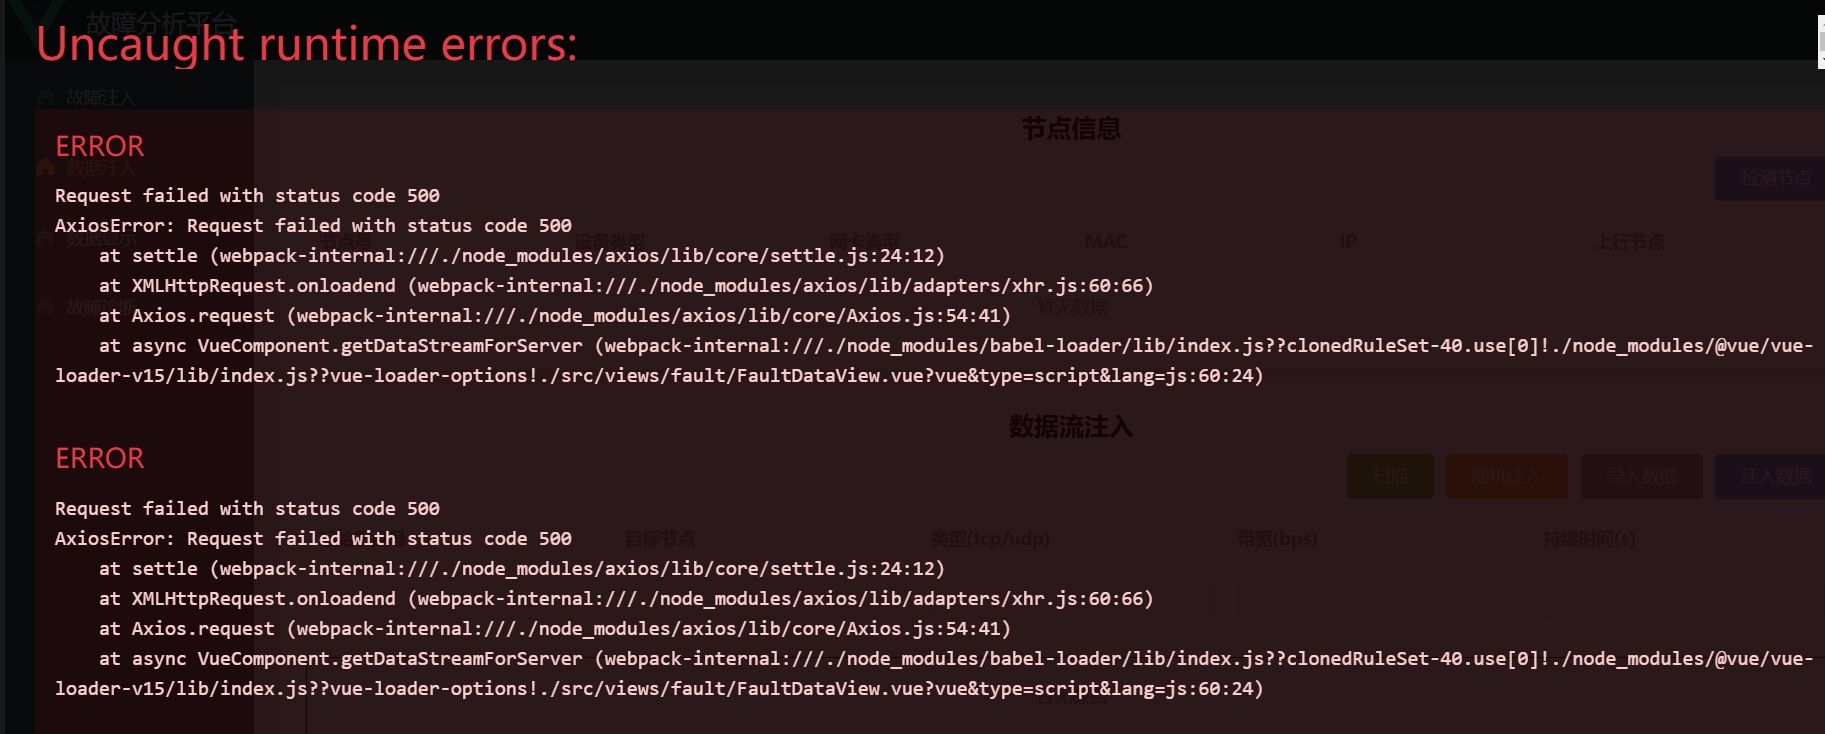 故障分析平台
Uncaught runtime errors:
故障注入
节点信息
ERROR
数据注入
检测节点
Request failed with status code 500
AxiosError: Request failed with status code 500
数据显示
节点号 设备类型 网卡类型 MAC IP 上行节点
at settle (webpack-internal:///./node_modules/axios/lib/core/settle.js:24:12)
at XMLHttpRequest.onloadend (webpack-internal:///./node_modules/axios/lib/adapters/xhr.js:60:66)
故障诊断
暂无数据
at Axios.request (webpack-internal:///./node_modules/axios/lib/core/Axios.js:54:41)
at async VueComponent.getDataStreamForServer (webpack-internal:///./node_modules/babel-loader/lib/index.js??clonedRuleSet-40.use[0]!./node_modules/@vue/vue-
loader-v15/lib/index.js??vue-loader-options!./src/views/fault/FaultDataView.vue?vue&type=script&lang=js:60:24)
数据流注入
ERROR
扫描 随机注入 导入数据 注入数据
Request failed with status code 500
AxiosError: Request failed with status code 500
目标节点 类型(tcp/udp) 带宽(bps) 持续时间(s)
at settle (webpack-internal:///./node_modules/axios/lib/core/settle.js:24:12)
at XMLHttpRequest.onloadend (webpack-internal:///./node_modules/axios/lib/adapters/xhr.js:60:66)
at Axios.request (webpack-internal:///./node_modules/axios/lib/core/Axios.js:54:41)
at async VueComponent.getDataStreamForServer (webpack-internal:///./node_modules/babel-loader/lib/index.js??clonedRuleSet-40.use[0]!./node_modules/@vue/vue-
loader-v15/lib/index.js??vue-loader-options!./src/views/fault/FaultDataView.vue?vue&type=script&lang=js:60:24)